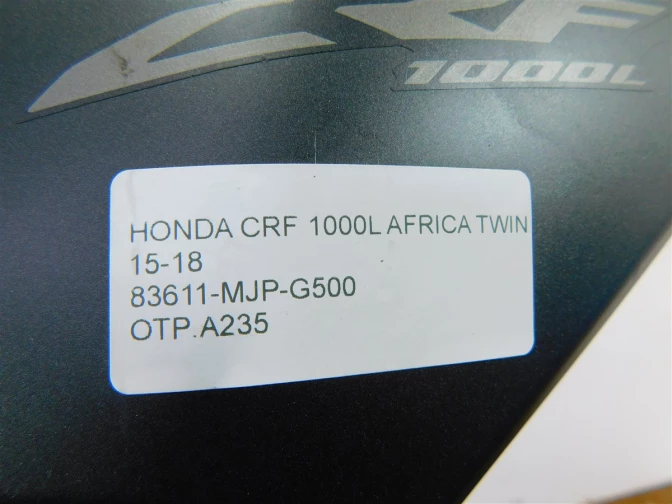 CRF
1000L
HONDA CRF 1000L AFRICA TWIN
15-18
83611-MJP-G500
OTP.A235